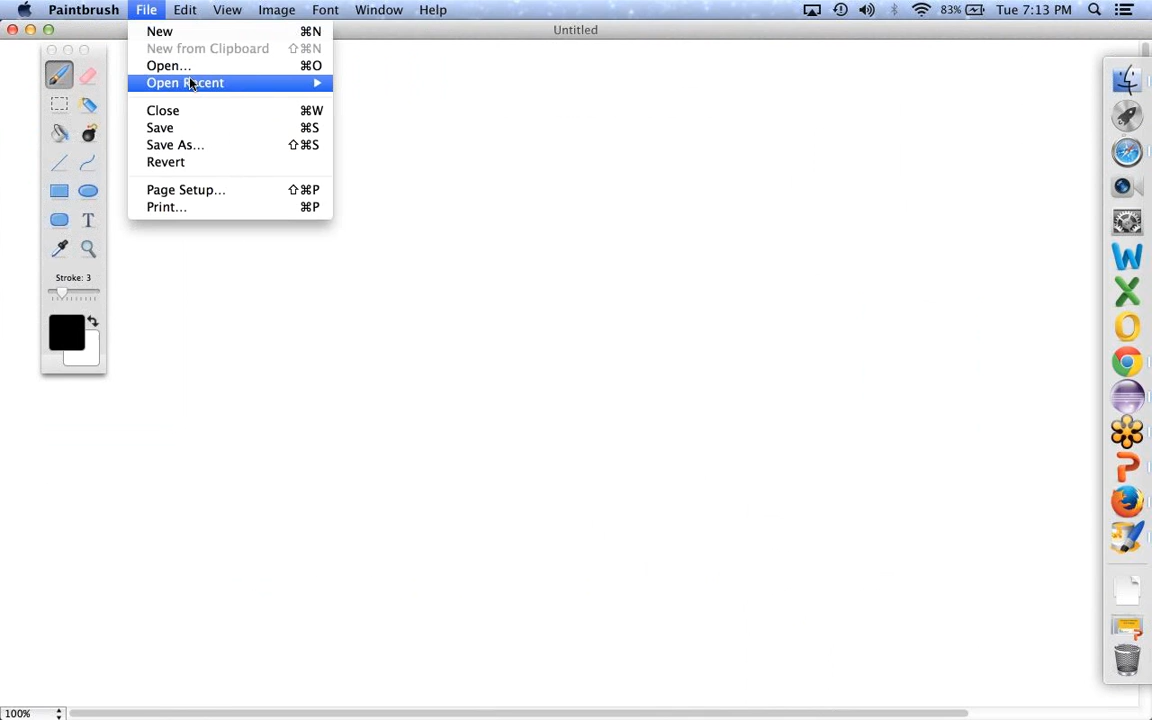 Paintbrush File Edit View Image Font Window Help 83% Tue 7:13 PM
Untitled
New ⌘N
New from Clipboard ⇧⌘N
Open... ⌘O
Open Recent
Close ⌘W
Save ⌘S
Save As... ⇧⌘S
Revert
Page Setup... ⇧⌘P
Print... ⌘P
T
Stroke: 3
W
X
O
P
100%